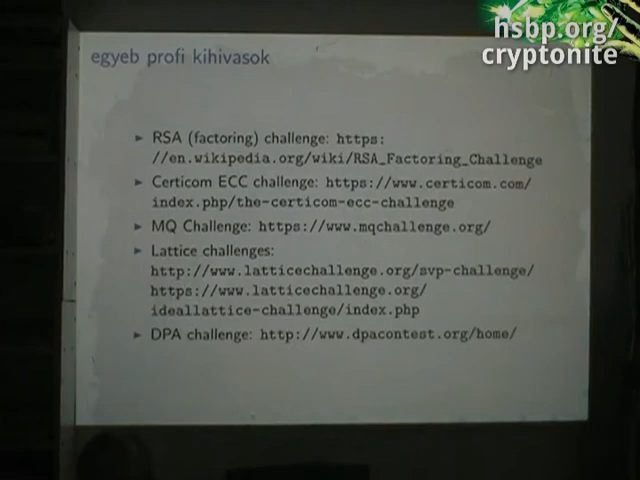 hsbp.org/
cryptonite
egyeb profi kihivasok
► RSA (factoring) challenge: https:
//en.wikipedia.org/wiki/RSA_Factoring_Challenge
► Certicom ECC challenge: https://www.certicom.com/
index.php/the-certicom-ecc-challenge
► MQ Challenge: https://www.mqchallenge.org/
► Lattice challenges:
http://www.latticechallenge.org/svp-challenge/
https://www.latticechallenge.org/
ideallattice-challenge/index.php
► DPA challenge: http://www.dpacontest.org/home/